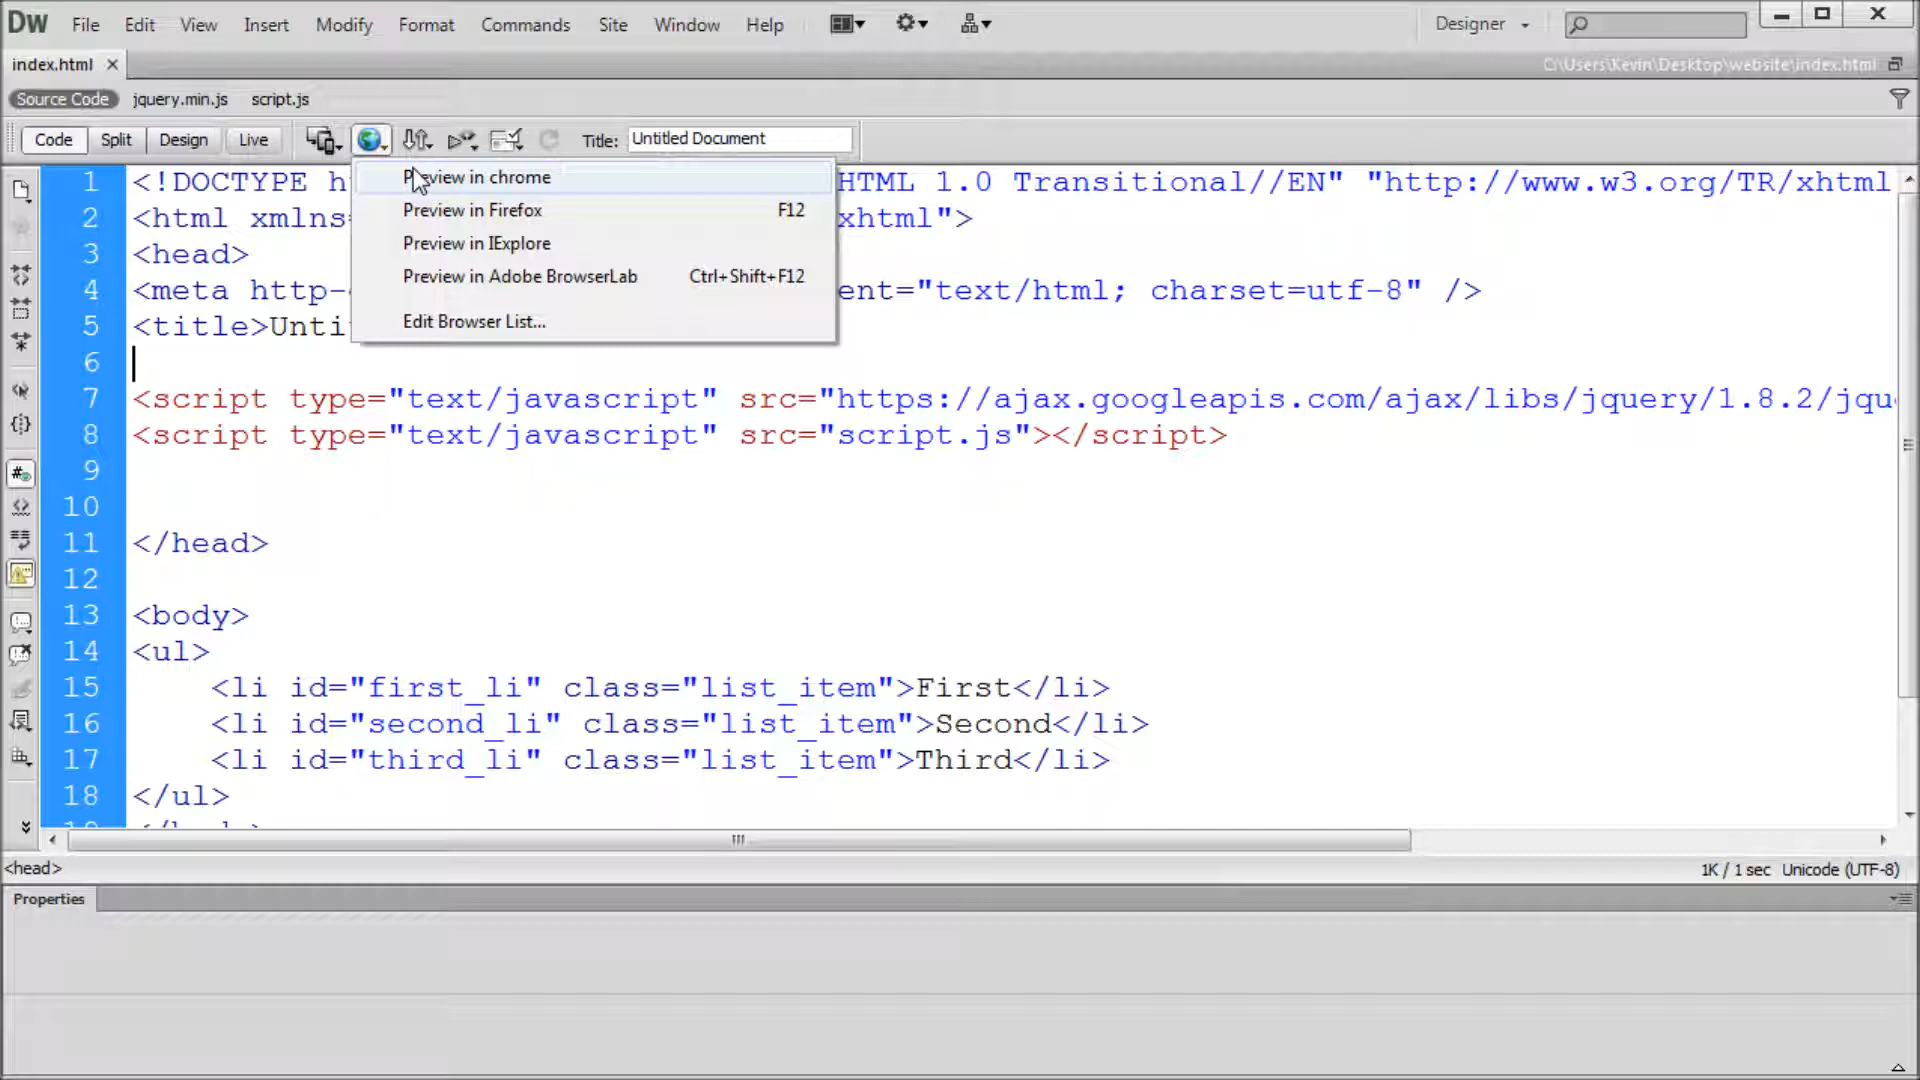 DW File Edit View Insert Modify Format Commands Site Window Help Designer
index.html C:\Users\Kevin\Desktop\website\index.html
Source Code jquery.min.js script.js
Code Split Design Live Title: Untitled Document
Preview in chrome
Preview in Firefox F12
Preview in IExplore
Preview in Adobe BrowserLab Ctrl+Shift+F12
Edit Browser List...
1 <!DOCTYPE h HTML 1.0 Transitional//EN" "http://www.w3.org/TR/xhtml
2 <html xmlns= xhtml">
3 <head>
4 <meta http- ent="text/html; charset=utf-8" />
5 <title>Unti
6
7 <script type="text/javascript" src="https://ajax.googleapis.com/ajax/libs/jquery/1.8.2/jqu
8 <script type="text/javascript" src="script.js"></script>
9
10
11 </head>
12
13 <body>
14 <ul>
15 <li id="first_li" class="list_item">First</li>
16 <li id="second_li" class="list_item">Second</li>
17 <li id="third_li" class="list_item">Third</li>
18 </ul>
<head> 1K / 1 sec Unicode (UTF-8)
Properties